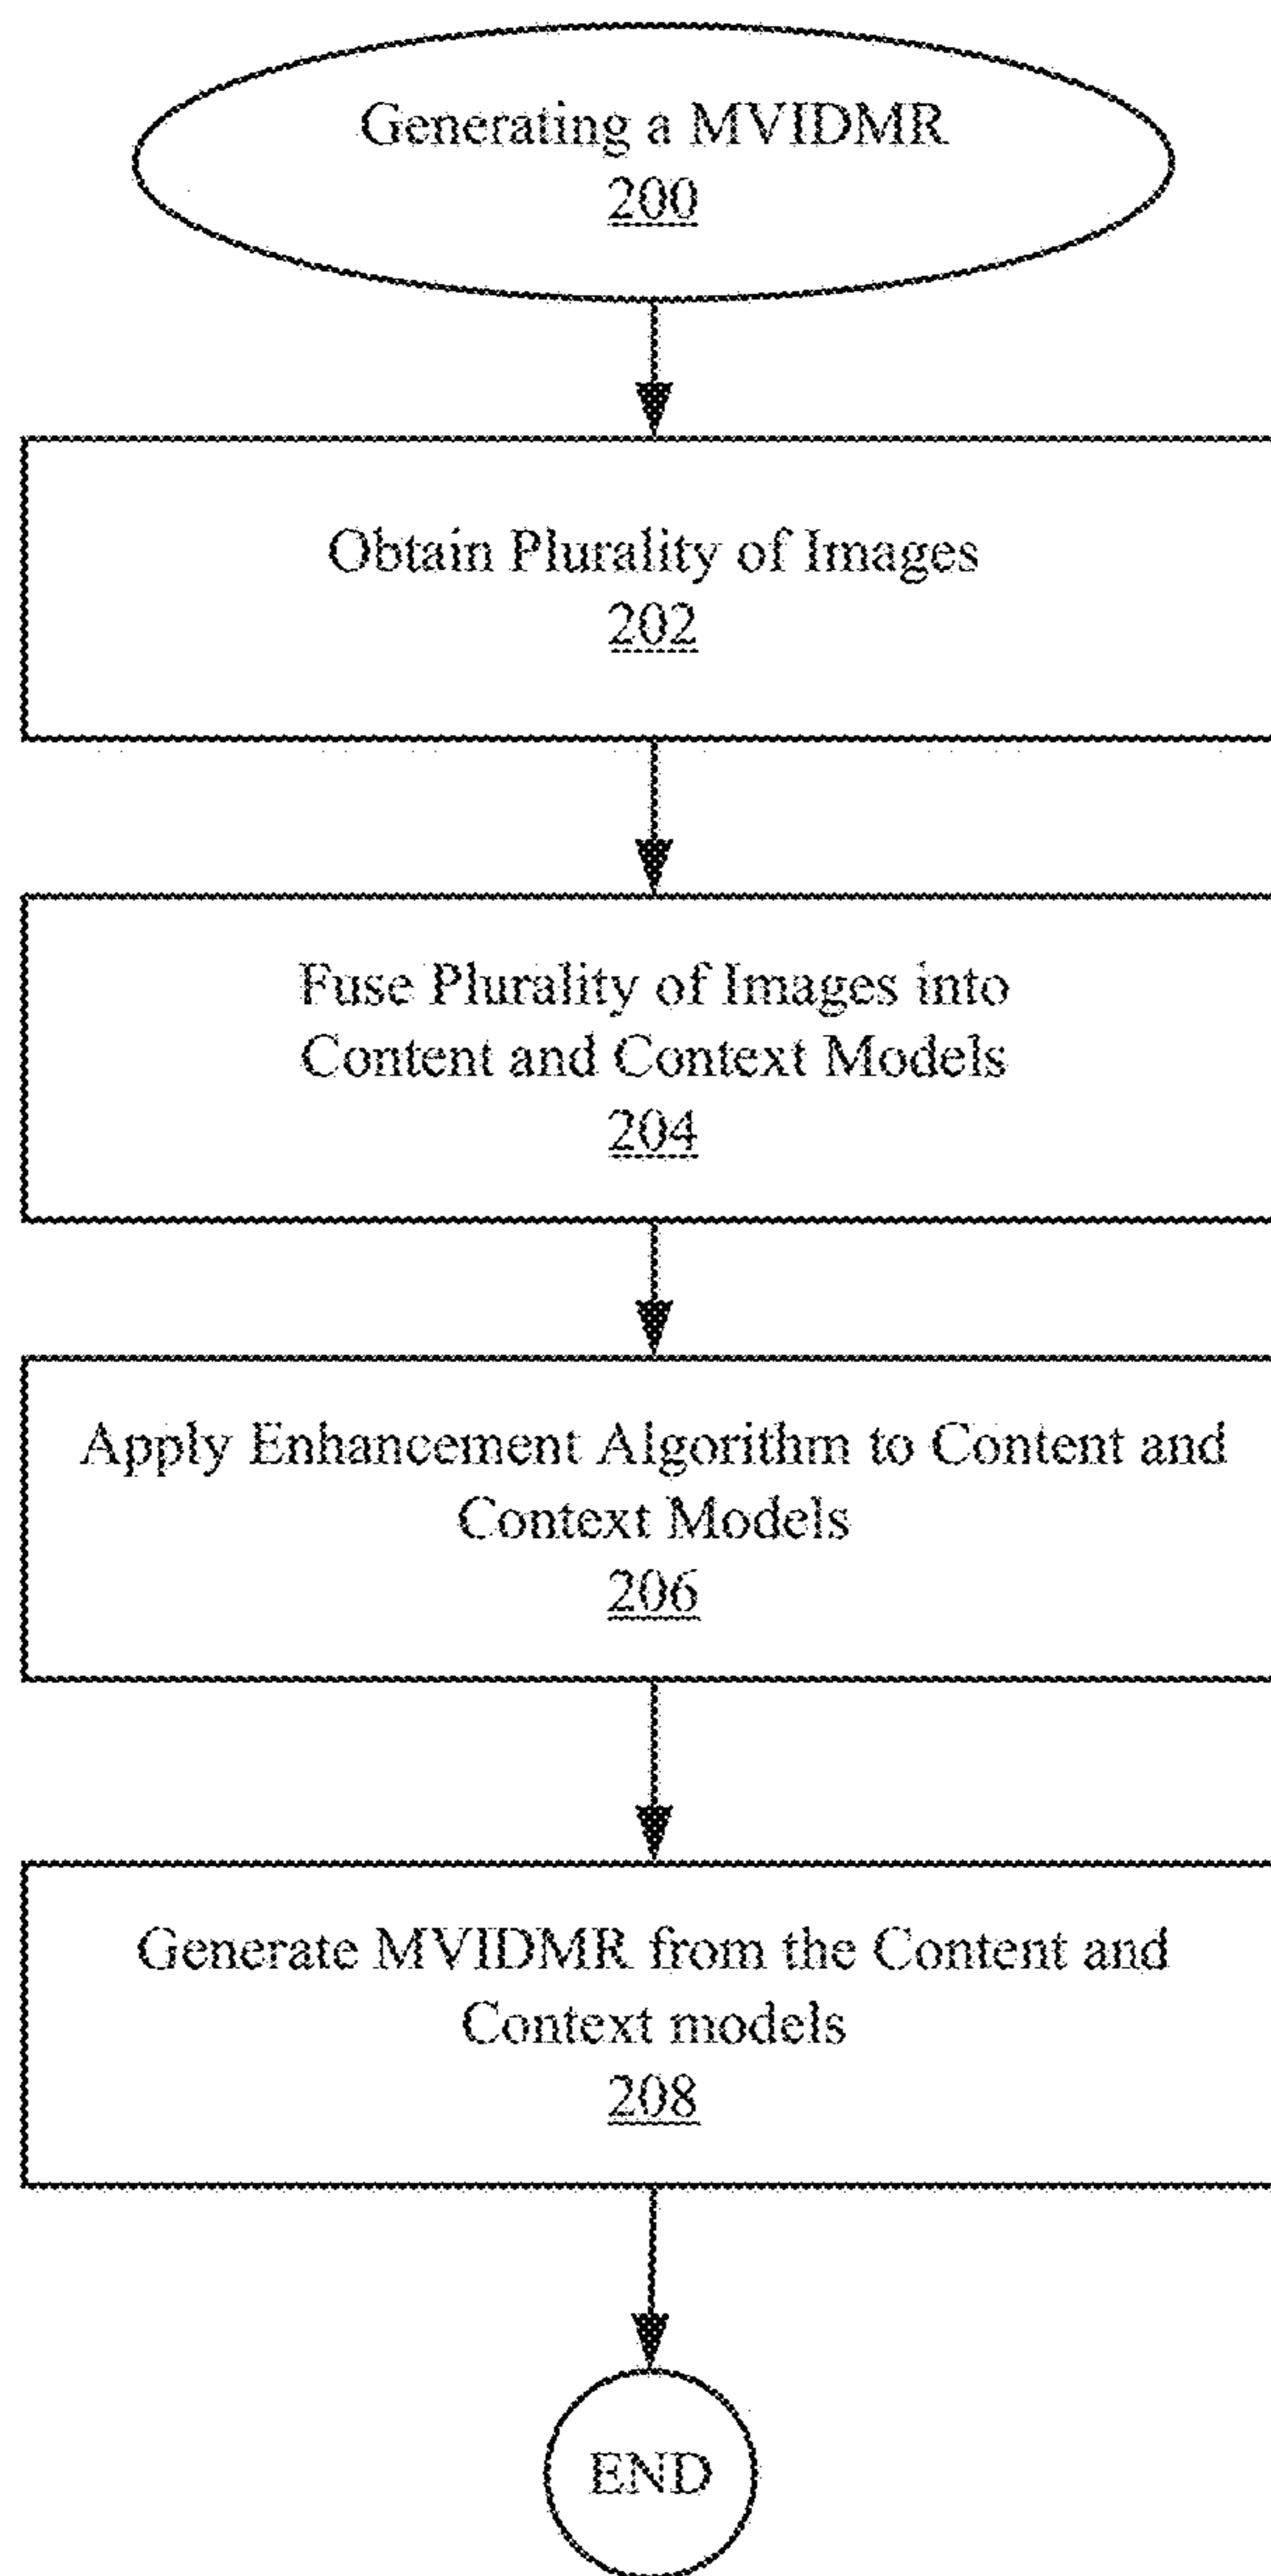 Generating a MVIDMR
200
Obtain Plurality of Images
202
Fuse Plurality of Images into
Content and Context Models
204
Apply Enhancement Algorithm to Content and
Context Models
206
Generate MVIDMR from the Content and
Context models
208
END